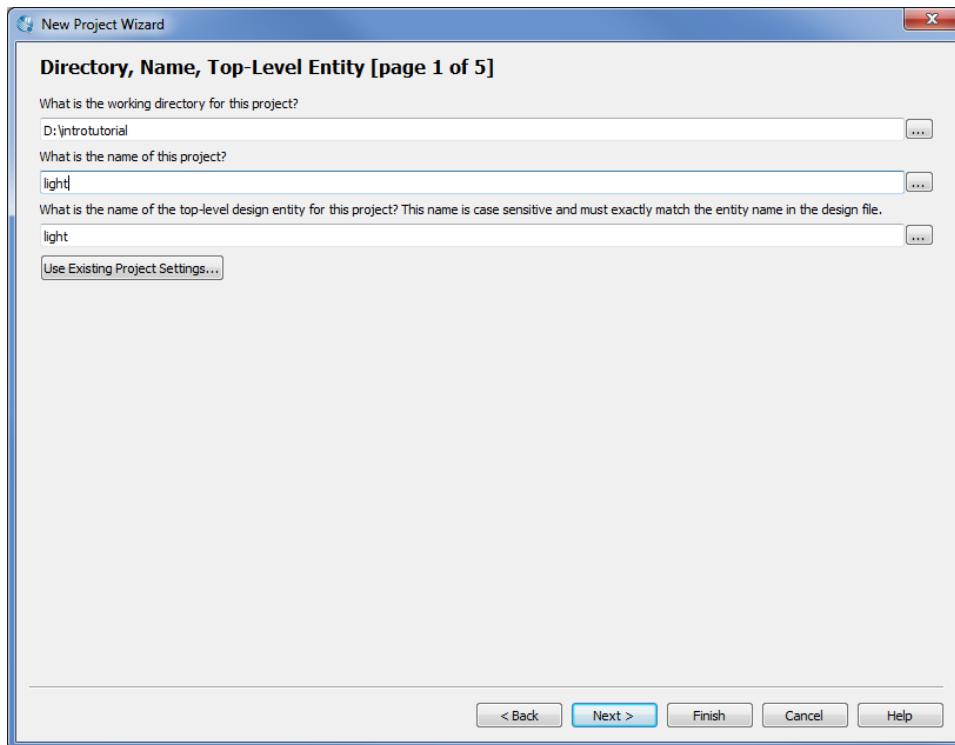 New Project Wizard
X
Directory, Name, Top-Level Entity [page 1 of 5]
What is the working directory for this project?
D:\introtutorial
...
What is the name of this project?
light
...
What is the name of the top-level design entity for this project? This name is case sensitive and must exactly match the entity name in the design file.
light
...
Use Existing Project Settings...
< Back Next > Finish Cancel Help